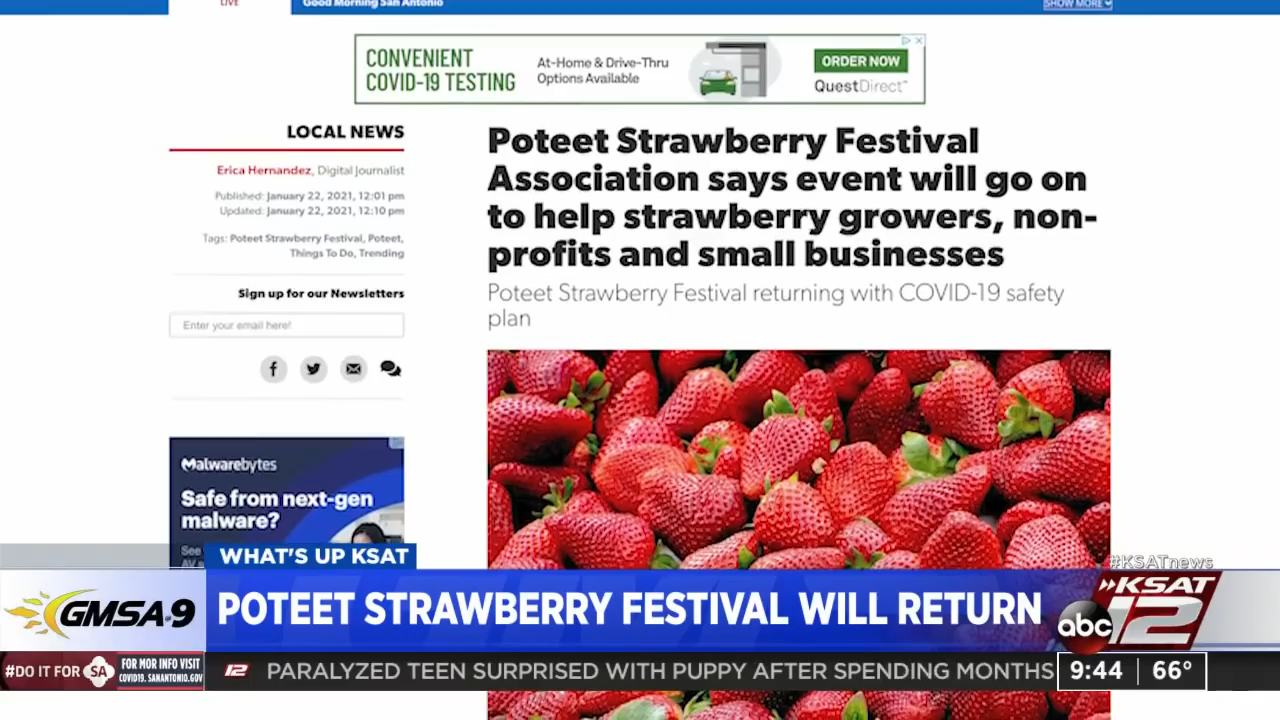 LIVE
Good Morning San Antonio
SHOW MORE
CONVENIENT
COVID-19 TESTING
At-Home & Drive-Thru
Options Available
ORDER NOW
QuestDirect™
LOCAL NEWS
Erica Hernandez, Digital Journalist
Published: January 22, 2021, 12:01 pm
Updated: January 22, 2021, 12:10 pm
Tags: Poteet Strawberry Festival, Poteet,
Things To Do, Trending
Sign up for our Newsletters
Enter your email here!
Poteet Strawberry Festival
Association says event will go on
to help strawberry growers, non-
profits and small businesses
Poteet Strawberry Festival returning with COVID-19 safety
plan
Malwarebytes
Safe from next-gen
malware?
See
WHAT'S UP KSAT
#KSATnews
GMSA@9
POTEET STRAWBERRY FESTIVAL WILL RETURN
abc
KSAT
12
#DO IT FOR SA
FOR MOR INFO VISIT
COVID19.SANANTONIO.GOV
12 PARALYZED TEEN SURPRISED WITH PUPPY AFTER SPENDING MONTHS
9:44 66°